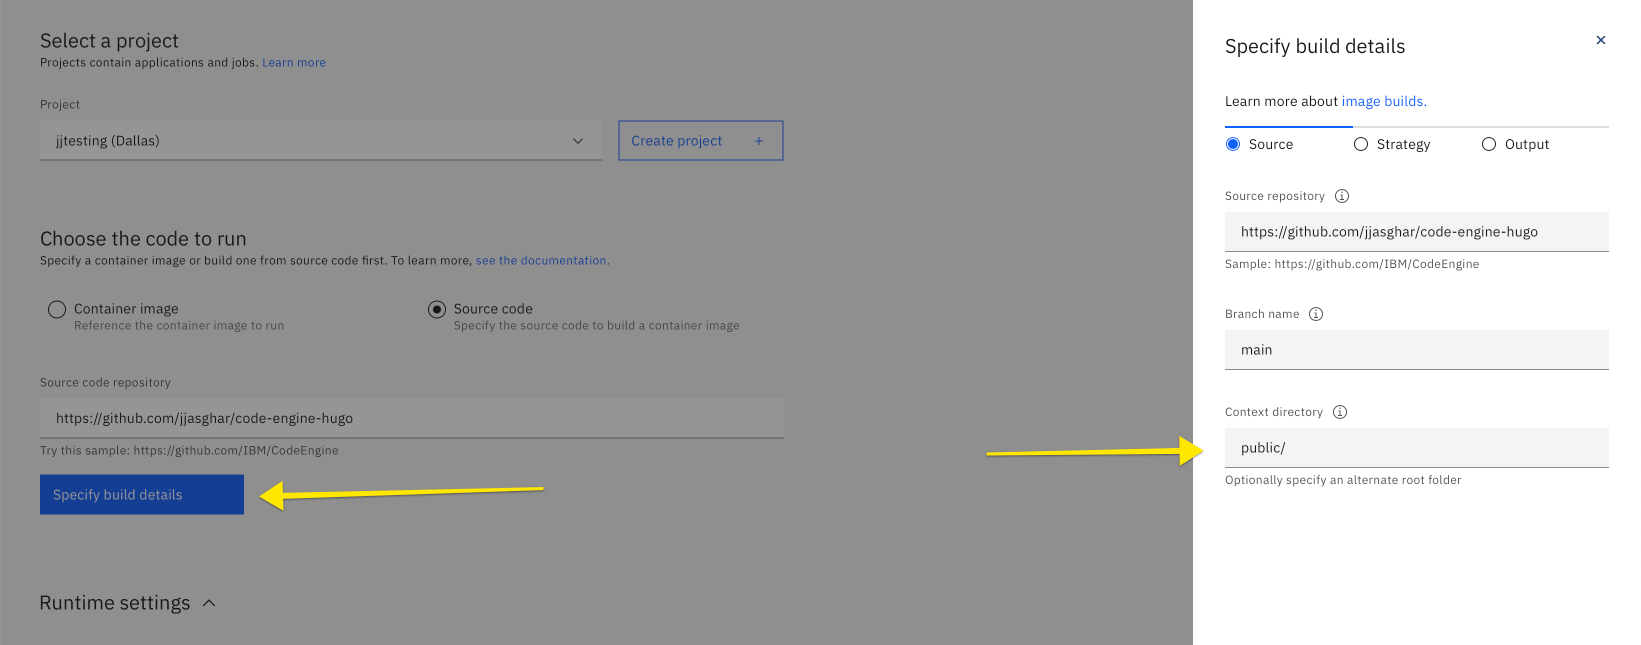 Select a project
Projects contain applications and jobs. Learn more
Project
jjtesting (Dallas)
Create project +
Choose the code to run
Specify a container image or build one from source code first. To learn more, see the documentation.
Container image
Reference the container image to run
Source code
Specify the source code to build a container image
Source code repository
https://github.com/jjasghar/code-engine-hugo
Try this sample: https://github.com/IBM/CodeEngine
Specify build details
Runtime settings
Specify build details
Learn more about image builds.
Source
Strategy
Output
Source repository
https://github.com/jjasghar/code-engine-hugo
Sample: https://github.com/IBM/CodeEngine
Branch name
main
Context directory
public/
Optionally specify an alternate root folder